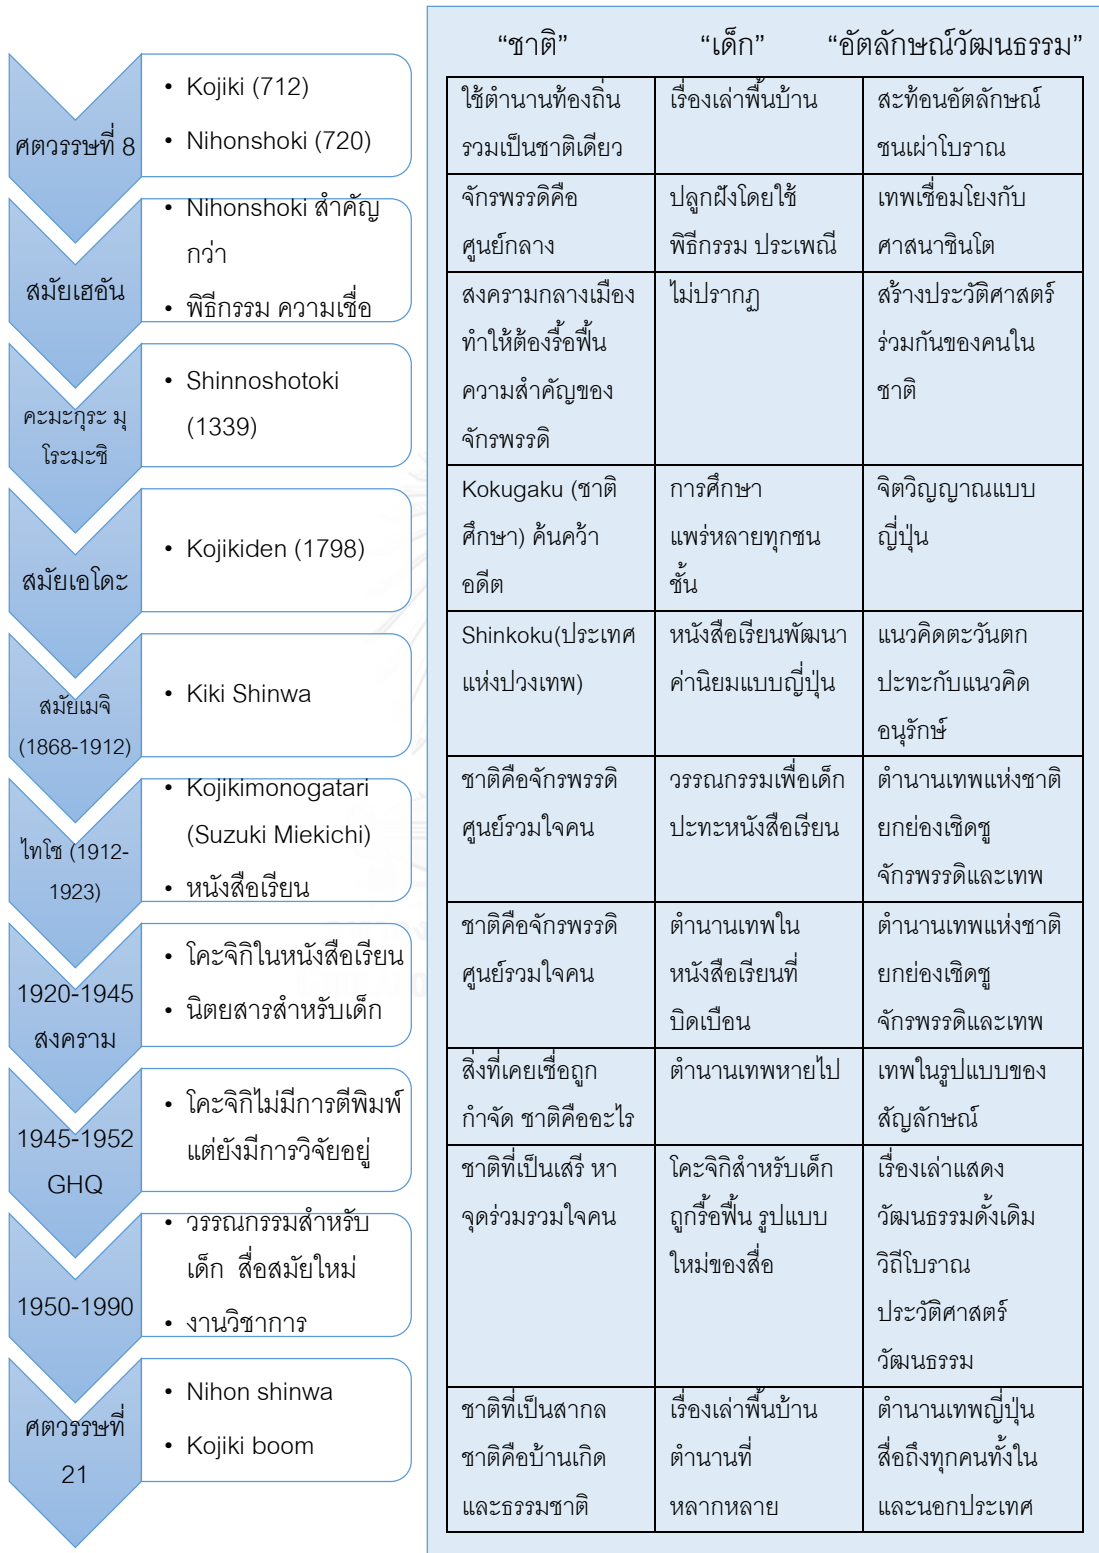 “ชาติ” “เด็ก” “อัตลักษณ์วัฒนธรรม”
ศตวรรษที่ 8
• Kojiki (712)
• Nihonshoki (720)
ใช้ตำนานท้องถิ่น
รวมเป็นชาติเดียว
เรื่องเล่าพื้นบ้าน
สะท้อนอัตลักษณ์
ชนเผ่าโบราณ
สมัยเฮอัน
• Nihonshoki สำคัญ
กว่า
• พิธีกรรม ความเชื่อ
จักรพรรดิคือ
ศูนย์กลาง
ปลูกฝังโดยใช้
พิธีกรรม ประเพณี
เทพเชื่อมโยงกับ
ศาสนาชินโต
คะมะกุระ มุ
โระมะชิ
• Shinnoshotoki
(1339)
สงครามกลางเมือง
ทำให้ต้องรื้อฟื้น
ความสำคัญของ
จักรพรรดิ
ไม่ปรากฏ
สร้างประวัติศาสตร์
ร่วมกันของคนใน
ชาติ
สมัยเอโดะ
• Kojikiden (1798)
Kokugaku (ชาติ
ศึกษา) ค้นคว้า
อดีต
การศึกษา
แพร่หลายทุกชน
ชั้น
จิตวิญญาณแบบ
ญี่ปุ่น
สมัยเมจิ
(1868-1912)
• Kiki Shinwa
Shinkoku(ประเทศ
แห่งปวงเทพ)
หนังสือเรียนพัฒนา
ค่านิยมแบบญี่ปุ่น
แนวคิดตะวันตก
ปะทะกับแนวคิด
อนุรักษ์
ไทโช (1912-
1923)
• Kojikimonogatari
(Suzuki Miekichi)
• หนังสือเรียน
ชาติคือจักรพรรดิ
ศูนย์รวมใจคน
วรรณกรรมเพื่อเด็ก
ปะทะหนังสือเรียน
ตำนานเทพแห่งชาติ
ยกย่องเชิดชู
จักรพรรดิและเทพ
1920-1945
สงคราม
• โคะจิกิในหนังสือเรียน
• นิตยสารสำหรับเด็ก
ชาติคือจักรพรรดิ
ศูนย์รวมใจคน
ตำนานเทพใน
หนังสือเรียนที่
บิดเบือน
ตำนานเทพแห่งชาติ
ยกย่องเชิดชู
จักรพรรดิและเทพ
1945-1952
GHQ
• โคะจิกิไม่มีการตีพิมพ์
แต่ยังมีการวิจัยอยู่
สิ่งที่เคยเชื่อถูก
กำจัด ชาติคืออะไร
ตำนานเทพหายไป
เทพในรูปแบบของ
สัญลักษณ์
1950-1990
• วรรณกรรมสำหรับ
เด็ก สื่อสมัยใหม่
• งานวิชาการ
ชาติที่เป็นเสรี หา
จุดร่วมรวมใจคน
โคะจิกิสำหรับเด็ก
ถูกรื้อฟื้น รูปแบบ
ใหม่ของสื่อ
เรื่องเล่าแสดง
วัฒนธรรมดั้งเดิม
วิถีโบราณ
ประวัติศาสตร์
วัฒนธรรม
ศตวรรษที่
21
• Nihon shinwa
• Kojiki boom
ชาติที่เป็นสากล
ชาติคือบ้านเกิด
และธรรมชาติ
เรื่องเล่าพื้นบ้าน
ตำนานที่
หลากหลาย
ตำนานเทพญี่ปุ่น
สื่อถึงทุกคนทั้งใน
และนอกประเทศ